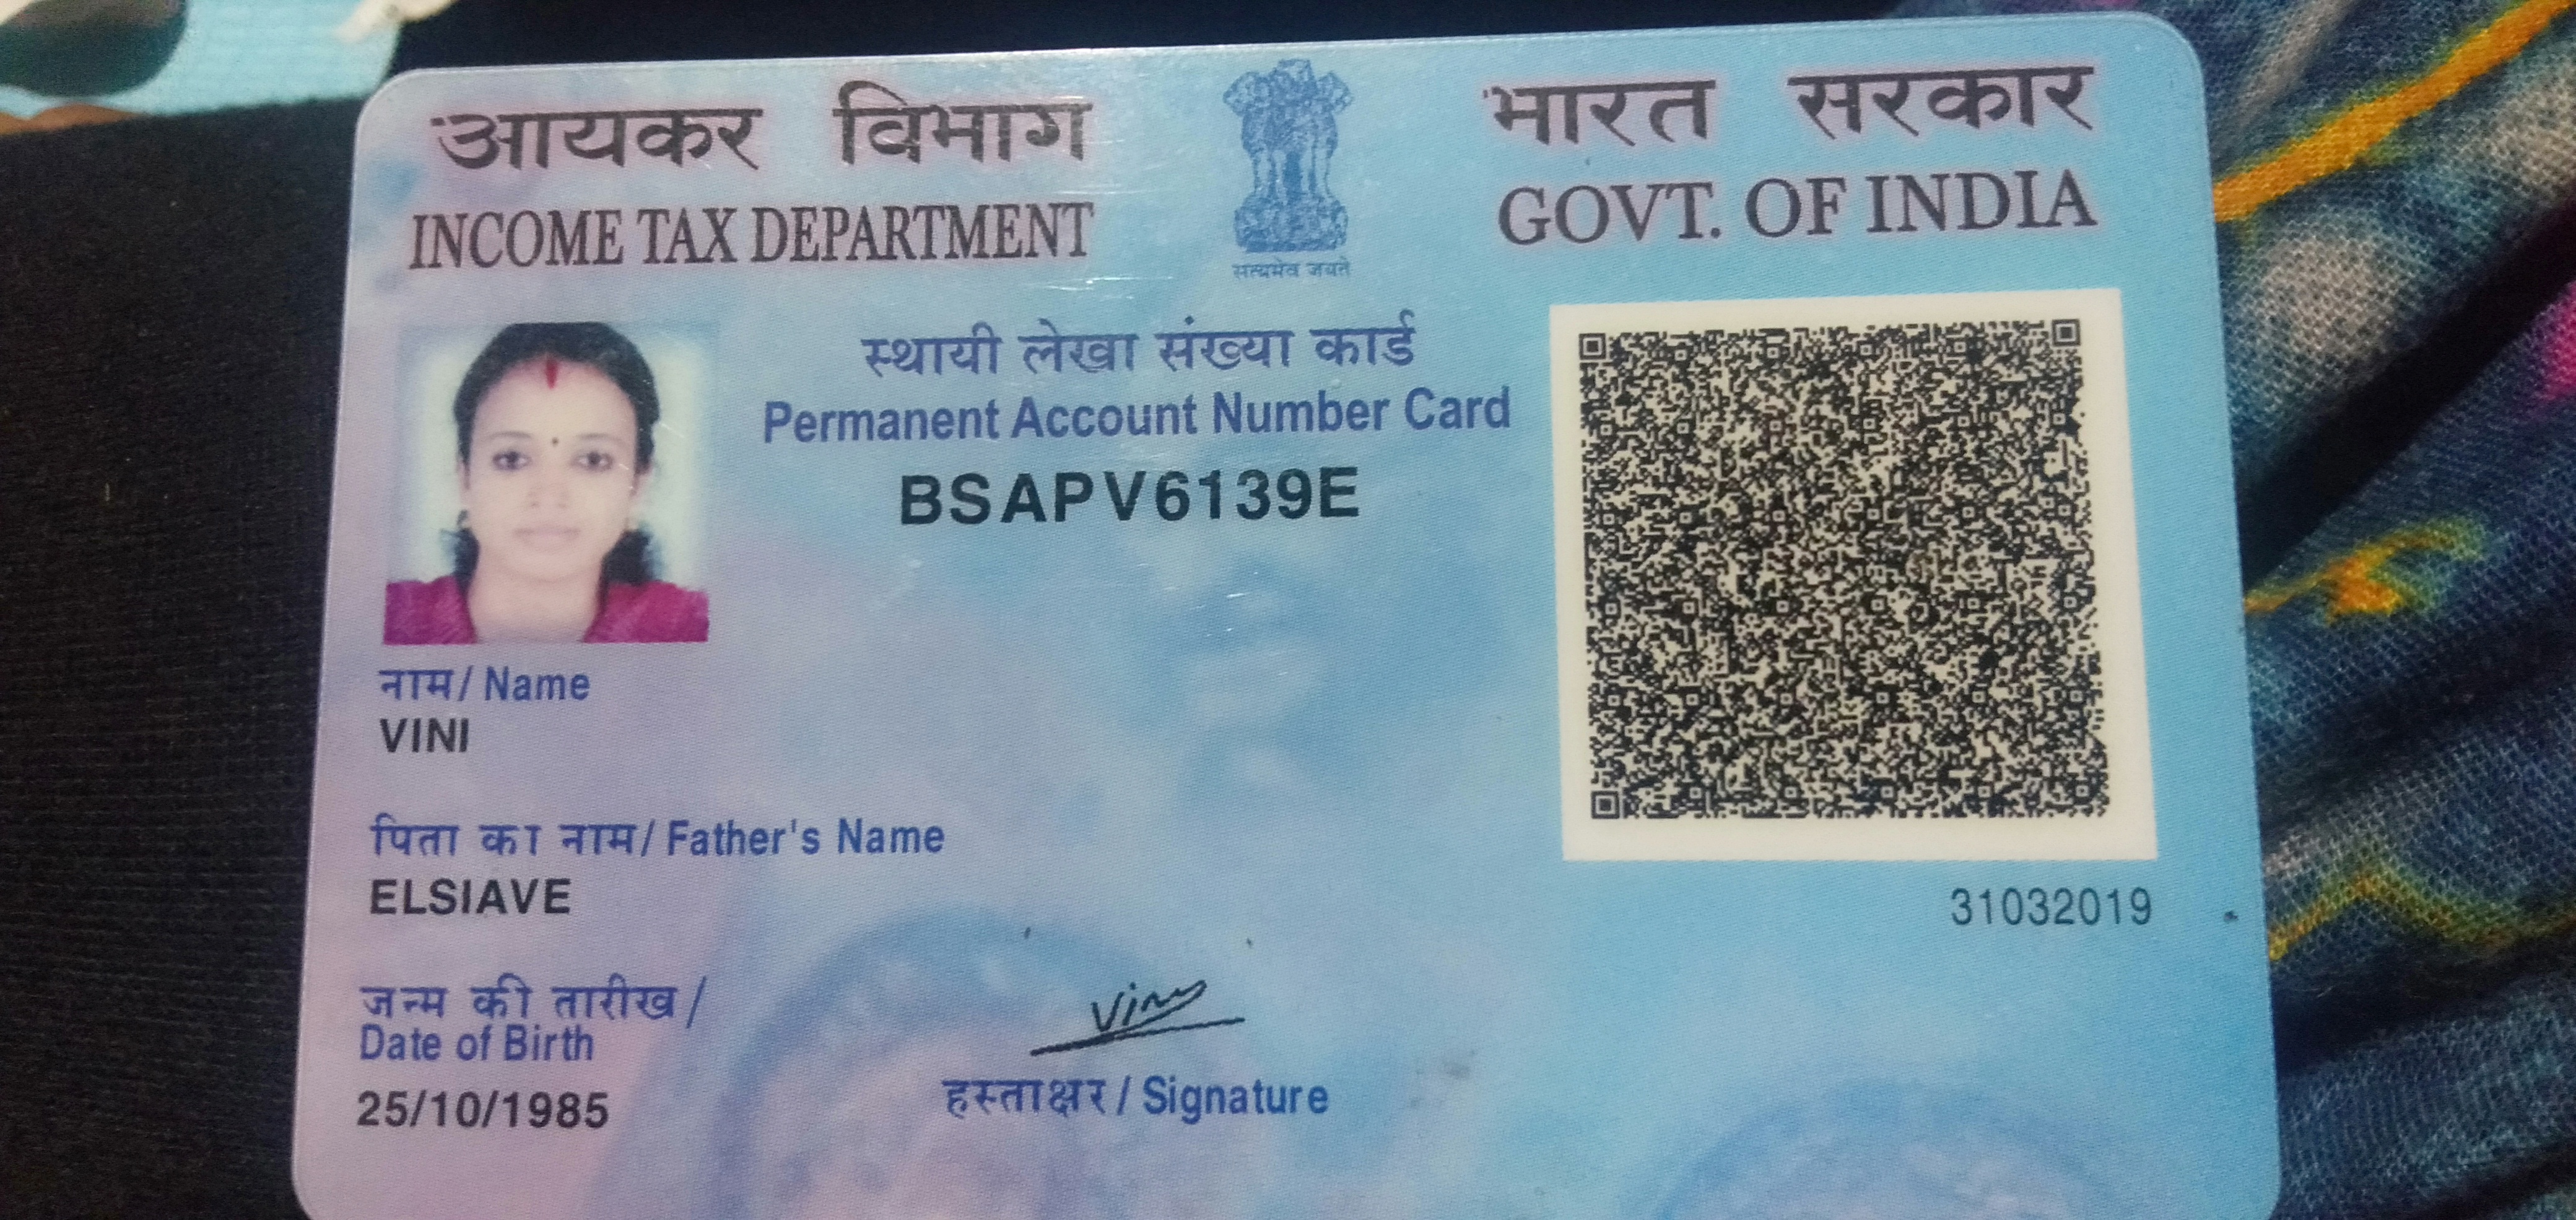 आयकर विभाग
INCOME TAX DEPARTMENT
सत्यमेव जयते
भारत सरकार
GOVT. OF INDIA
स्थायी लेखा संख्या कार्ड
Permanent Account Number Card
BSAPV6139E
नाम/ Name
VINI
पिता का नाम/ Father's Name
ELSIAVE
31032019
जन्म की तारीख /
Date of Birth
25/10/1985
Viny
हस्ताक्षर / Signature